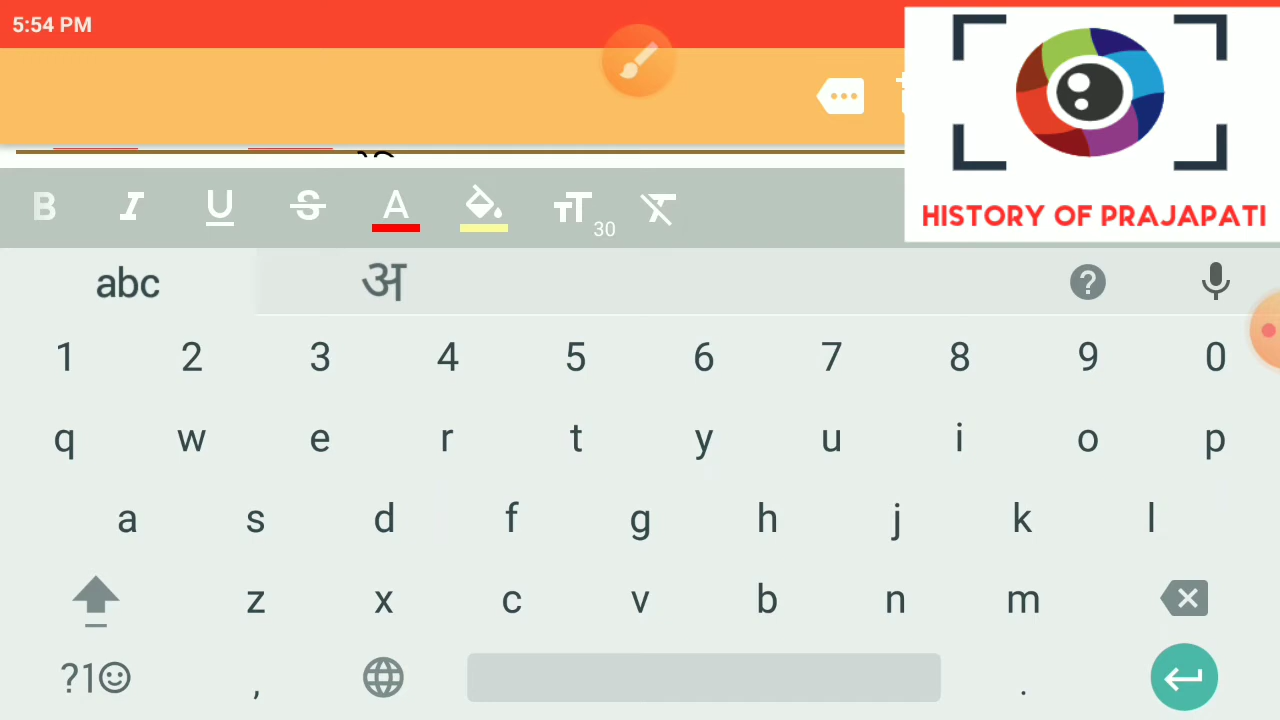 5:54 PM
HISTORY OF PRAJAPATI
B I U S A 30
abc अ ?
1 2 3 4 5 6 7 8 9 0
q w e r t y u i o p
a s d f g h j k l
z x c v b n m
?1 , .